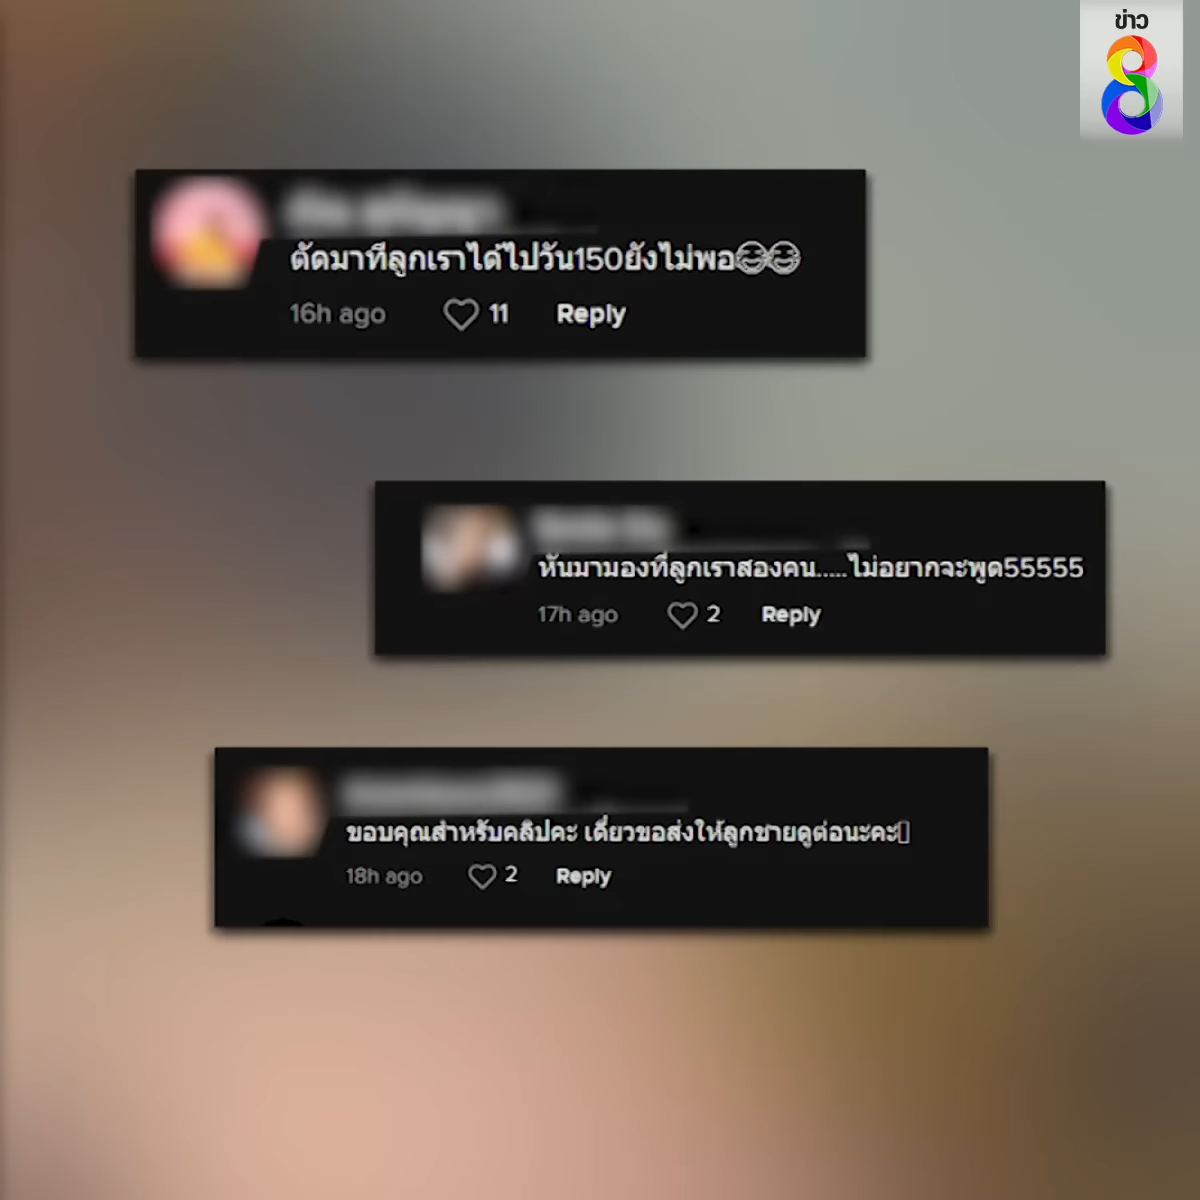 ข่าว
8
ตัดมาที่ลูกเราได้ไปวัน150ยังไม่พอ😂😂
16h ago 11 Reply
หันมามองที่ลูกเราสองคน.....ไม่อยากจะพูด55555
17h ago 2 Reply
ขอบคุณสำหรับคลิปคะ เดี่ยวขอส่งให้ลูกชายดูต่อนะคะ
18h ago 2 Reply